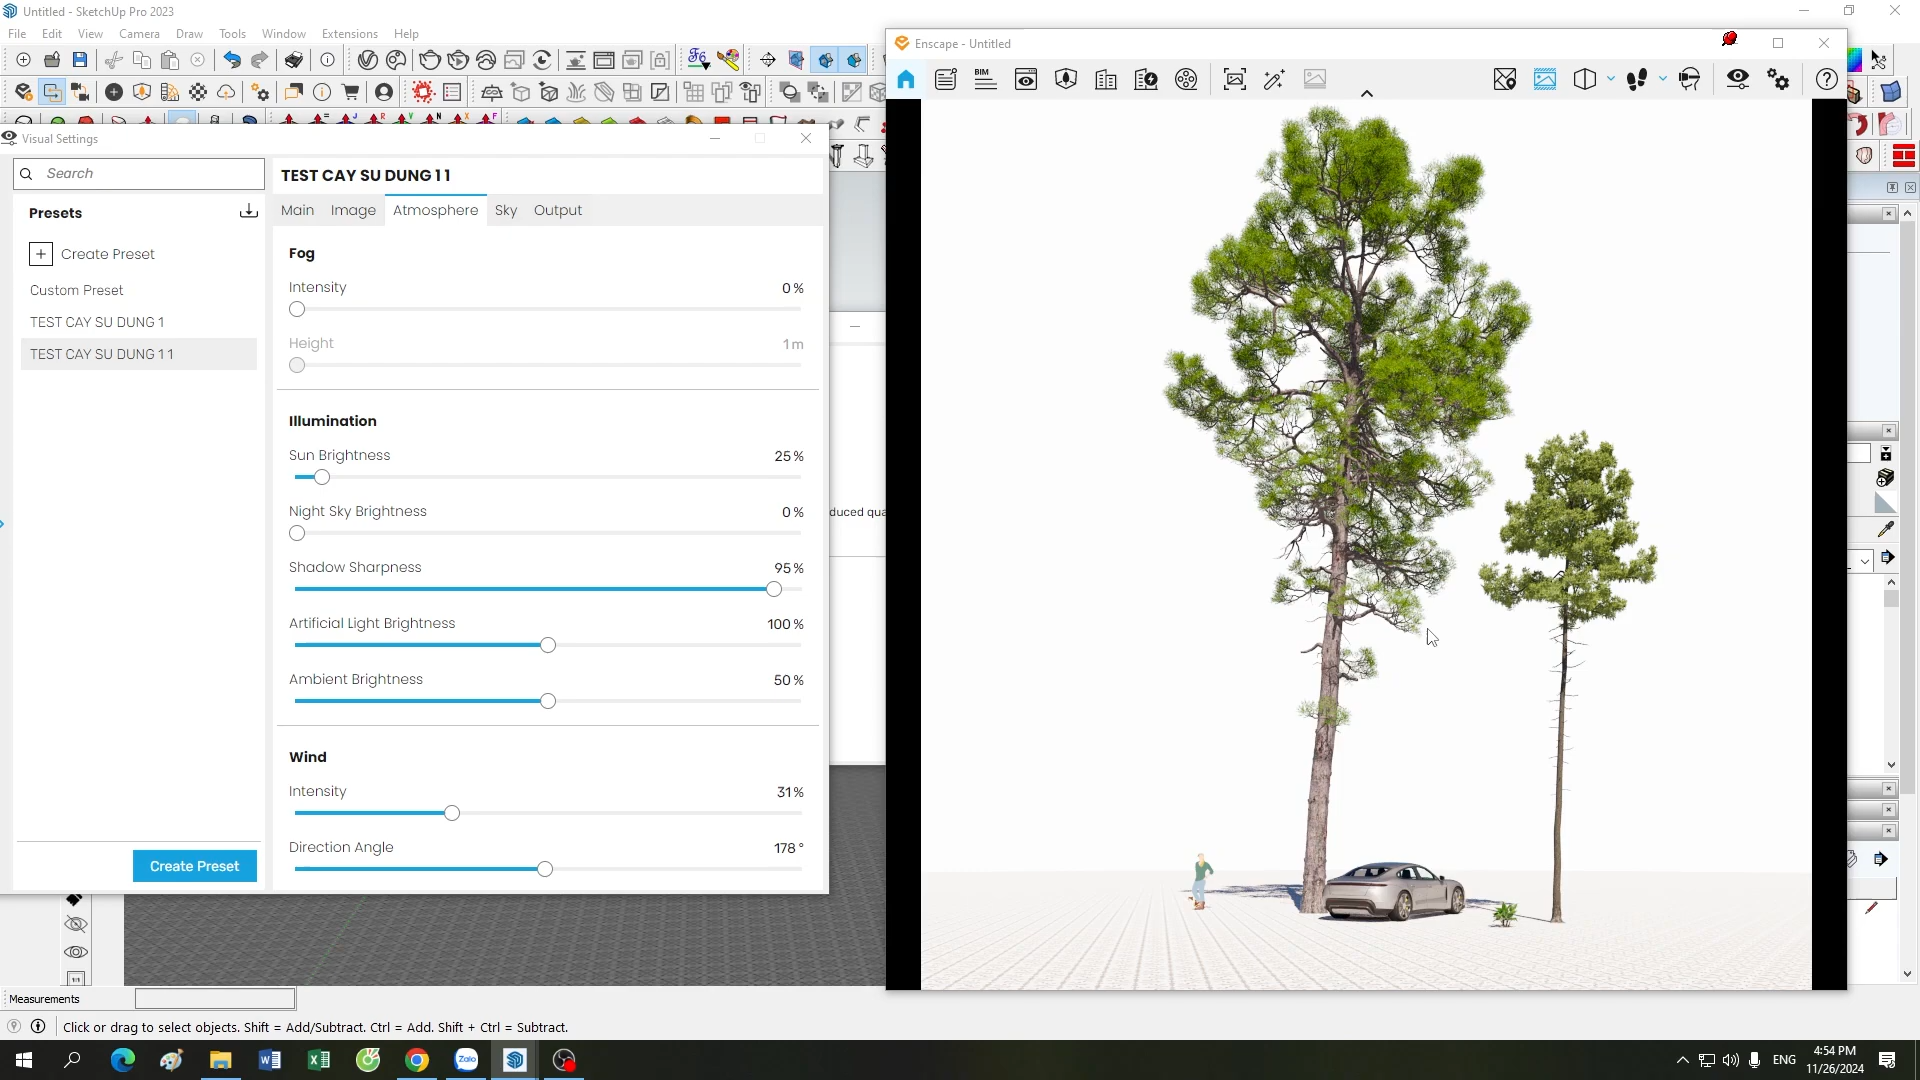 Untitled - SketchUp Pro 2023
File Edit View Camera Draw Tools Window Extensions Help
Enscape - Untitled
BIM
Visual Settings
Search
Presets
Create Preset
Custom Preset
TEST CAY SU DUNG 1
TEST CAY SU DUNG 1 1
Create Preset
TEST CAY SU DUNG 1 1
Main Image Atmosphere Sky Output
Fog
Intensity 0 %
Height 1 m
Illumination
Sun Brightness 25 %
Night Sky Brightness 0 %
Shadow Sharpness 95 %
Artificial Light Brightness 100 %
Ambient Brightness 50 %
Wind
Intensity 31 %
Direction Angle 178 °
duced qua
Measurements
Click or drag to select objects. Shift = Add/Subtract. Ctrl = Add. Shift + Ctrl = Subtract.
Zalo
ENG
4:54 PM
11/26/2024